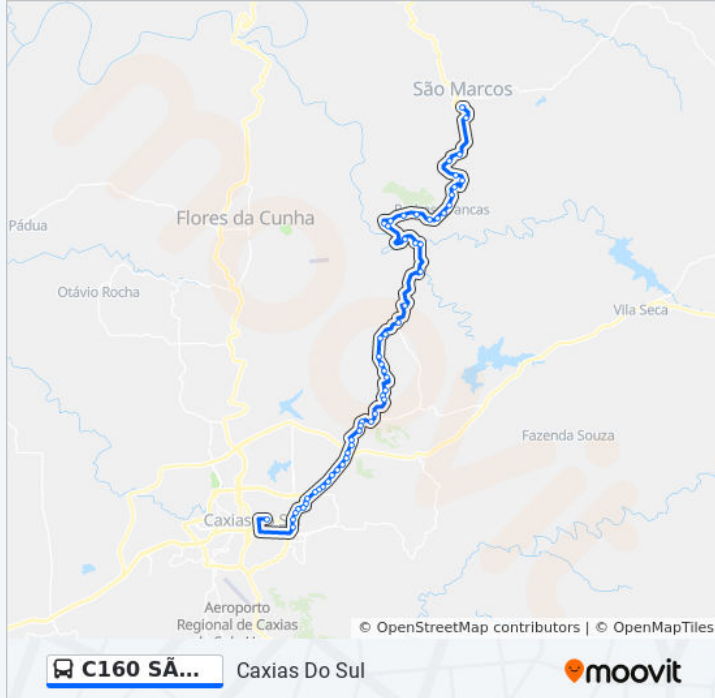 São Marcos
Flores da Cunha
Pádua
Otávio Rocha
Vila Seca
Fazenda Souza
Caxias
Aeroporto
Regional de Caxias
© OpenStreetMap contributors | © OpenMapTiles
C160 SÃ...
Caxias Do Sul
moovit